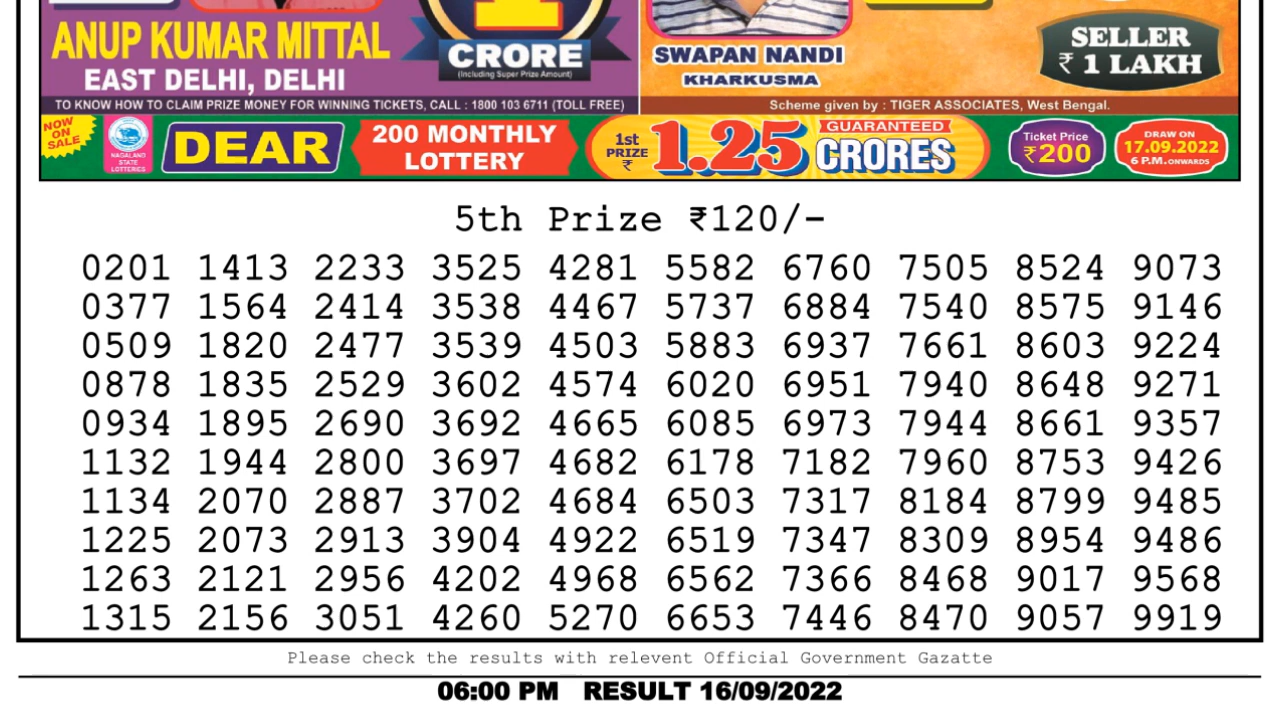 ANUP KUMAR MITTAL
EAST DELHI, DELHI
1
CRORE
(Including Super Prize Amount)
SWAPAN NANDI
KHARKUSMA
SELLER
₹ 1 LAKH
TO KNOW HOW TO CLAIM PRIZE MONEY FOR WINNING TICKETS, CALL : 1800 103 6711 (TOLL FREE)
Scheme given by : TIGER ASSOCIATES, West Bengal.
NOW
ON
SALE
NAGALAND
STATE
LOTTERIES
DEAR
200 MONTHLY
LOTTERY
1st
PRIZE
₹
1.25
GUARANTEED
CRORES
Ticket Price
₹200
DRAW ON
17.09.2022
6 P.M. ONWARDS
5th Prize ₹120/-
0201 1413 2233 3525 4281 5582 6760 7505 8524 9073
0377 1564 2414 3538 4467 5737 6884 7540 8575 9146
0509 1820 2477 3539 4503 5883 6937 7661 8603 9224
0878 1835 2529 3602 4574 6020 6951 7940 8648 9271
0934 1895 2690 3692 4665 6085 6973 7944 8661 9357
1132 1944 2800 3697 4682 6178 7182 7960 8753 9426
1134 2070 2887 3702 4684 6503 7317 8184 8799 9485
1225 2073 2913 3904 4922 6519 7347 8309 8954 9486
1263 2121 2956 4202 4968 6562 7366 8468 9017 9568
1315 2156 3051 4260 5270 6653 7446 8470 9057 9919
Please check the results with relevent Official Government Gazatte
06:00 PM RESULT 16/09/2022